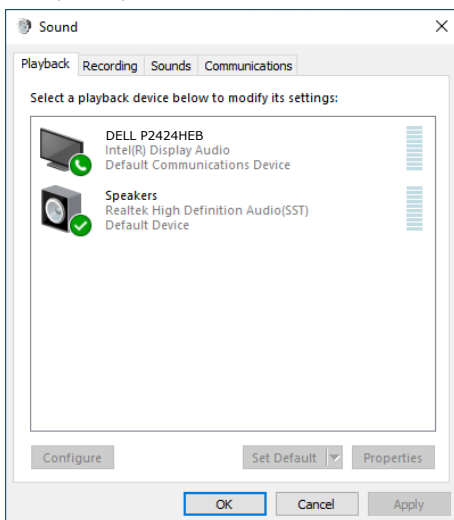 Sound
Playback Recording Sounds Communications
Select a playback device below to modify its settings:
DELL P2424HEB
Intel(R) Display Audio
Default Communications Device
Speakers
Realtek High Definition Audio(SST)
Default Device
Configure Set Default Properties
OK Cancel Apply